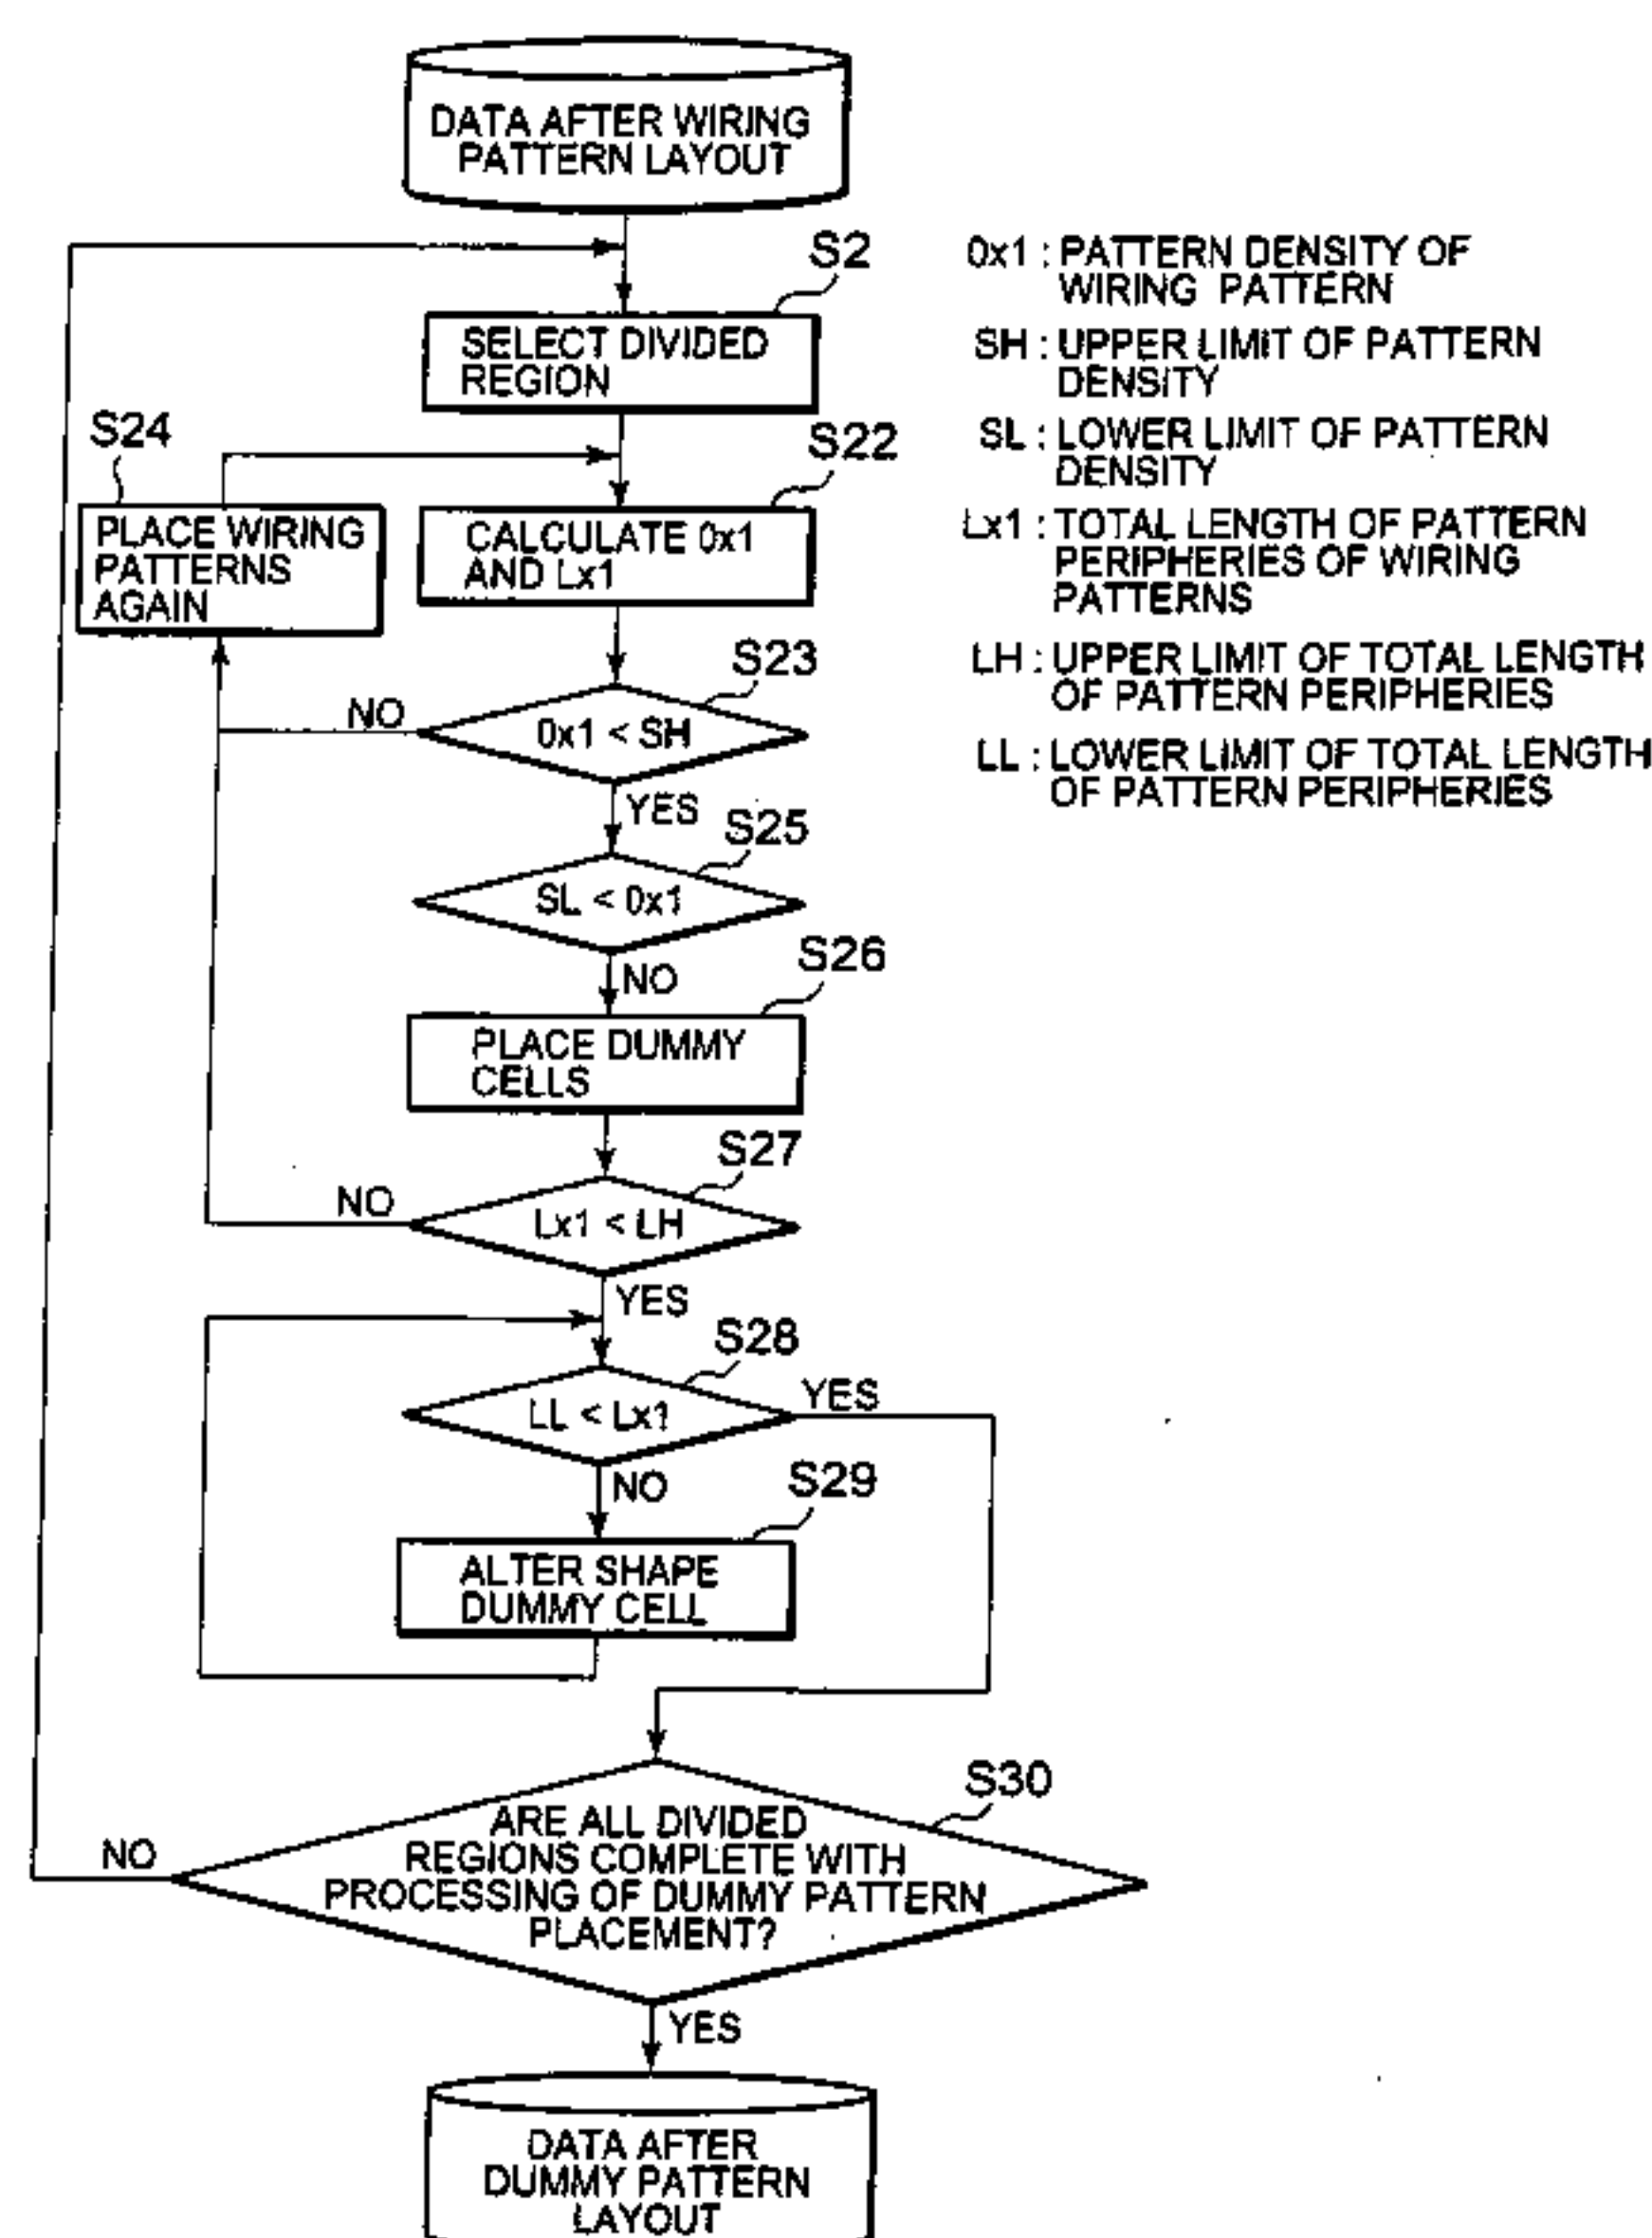 DATA AFTER WIRING
PATTERN LAYOUT
S2
SELECT DIVIDED
REGION
S24
PLACE WIRING
PATTERNS
AGAIN
S22
CALCULATE 0x1
AND Lx1
S23
0x1 < SH
NO
YES
S25
SL < 0x1
NO
S26
PLACE DUMMY
CELLS
S27
Lx1 < LH
NO
YES
S28
LL < Lx1
YES
NO
S29
ALTER SHAPE
DUMMY CELL
S30
ARE ALL DIVIDED
REGIONS COMPLETE WITH
PROCESSING OF DUMMY PATTERN
PLACEMENT?
NO
YES
DATA AFTER
DUMMY PATTERN
LAYOUT
0x1 : PATTERN DENSITY OF
WIRING PATTERN
SH : UPPER LIMIT OF PATTERN
DENSITY
SL : LOWER LIMIT OF PATTERN
DENSITY
Lx1 : TOTAL LENGTH OF PATTERN
PERIPHERIES OF WIRING
PATTERNS
LH : UPPER LIMIT OF TOTAL LENGTH
OF PATTERN PERIPHERIES
LL : LOWER LIMIT OF TOTAL LENGTH
OF PATTERN PERIPHERIES